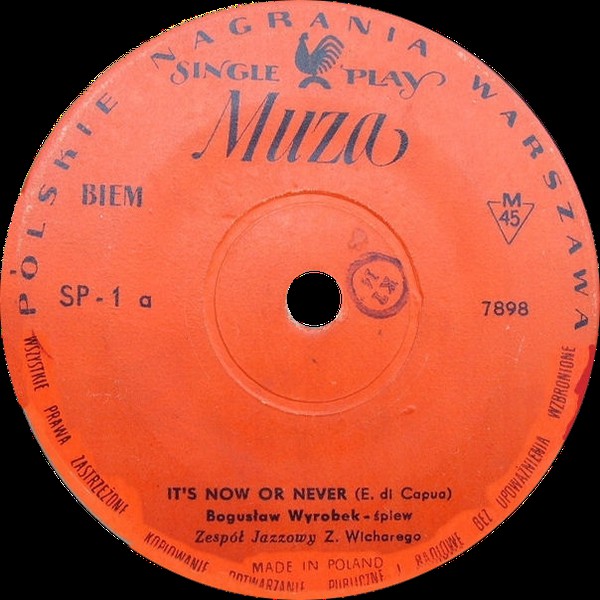 POLSKIE NAGRANIA WARSZAWA
SINGLE PLAY
Muza
BIEM
M
45
SP-1 a
7898
IT'S NOW OR NEVER (E. di Capua)
Bogusław Wyrobek - śpiew
Zespół Jazzowy Z. Wicharego
MADE IN POLAND
WSZYSTKIE PRAWA ZASTRZEŻONE KOPIOWANIE ODTWARZANIE PUBLICZNE I RADIOWE BEZ UPOWAŻNIENIA WZBRONIONE